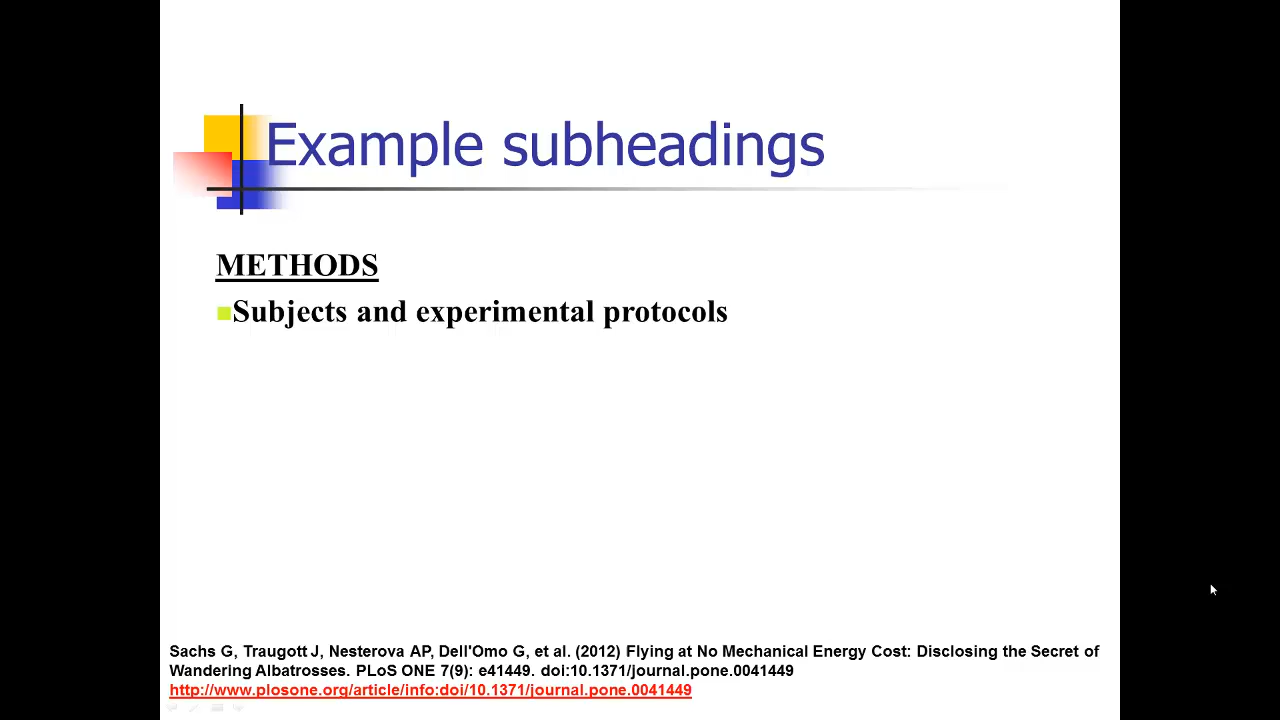 Example subheadings
METHODS
Subjects and experimental protocols
Sachs G, Traugott J, Nesterova AP, Dell'Omo G, et al. (2012) Flying at No Mechanical Energy Cost: Disclosing the Secret of
Wandering Albatrosses. PLoS ONE 7(9): e41449. doi:10.1371/journal.pone.0041449
http://www.plosone.org/article/info:doi/10.1371/journal.pone.0041449